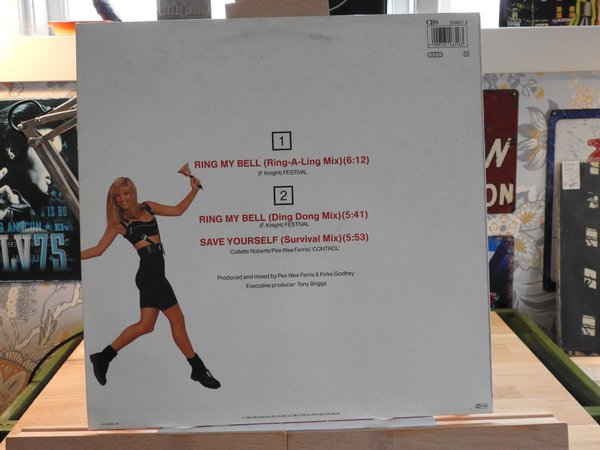 CBS
1
RING MY BELL (Ring-A-Ling Mix)(6:12)
(F. Knight) FESTIVAL
2
RING MY BELL (Ding Dong Mix)(5:41)
(F. Knight) FESTIVAL
SAVE YOURSELF (Survival Mix)(5:53)
Collette Roberts/Pee Wee Ferris/ 'CONTROL'
Produced and mixed by Pee Wee Ferris & Kirke Godfrey
Executive producer: Tony Briggs
ON